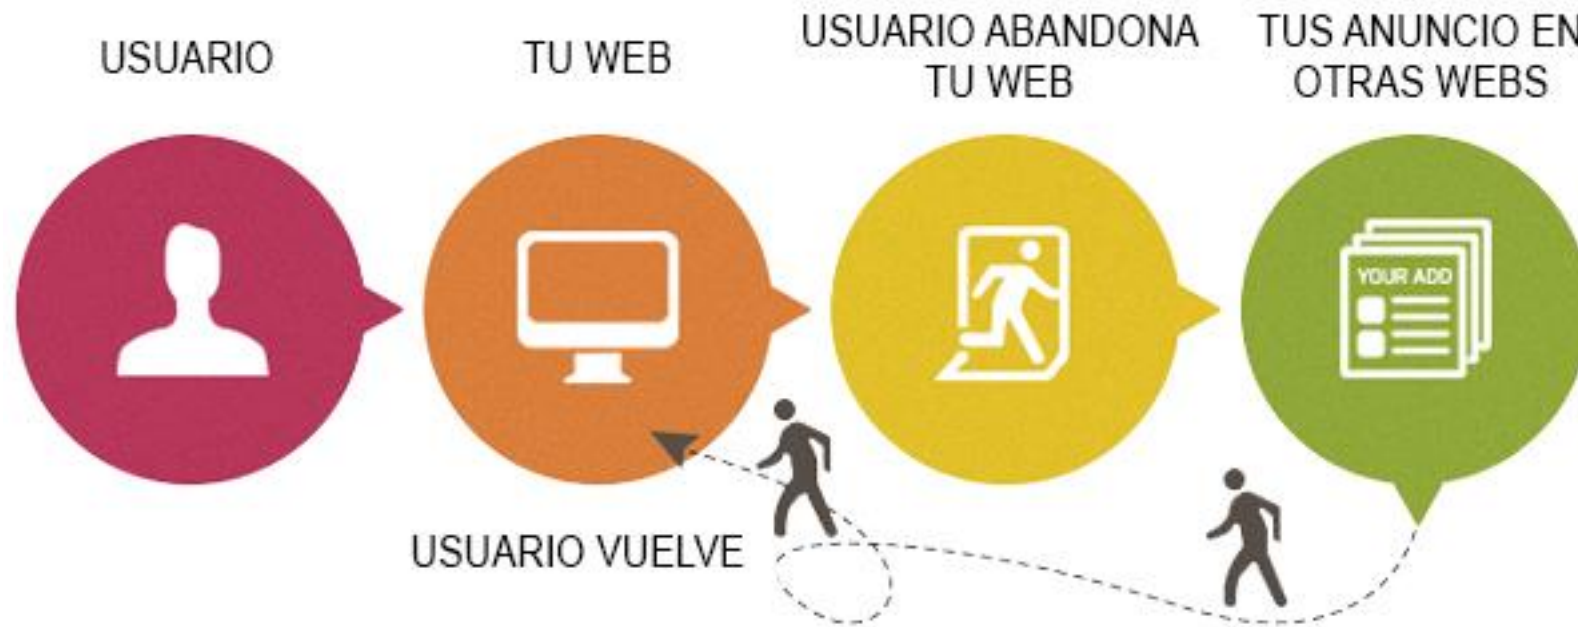 USUARIO
TU WEB
USUARIO ABANDONA
TU WEB
TUS ANUNCIO EN
OTRAS WEBS
YOUR ADD
USUARIO VUELVE